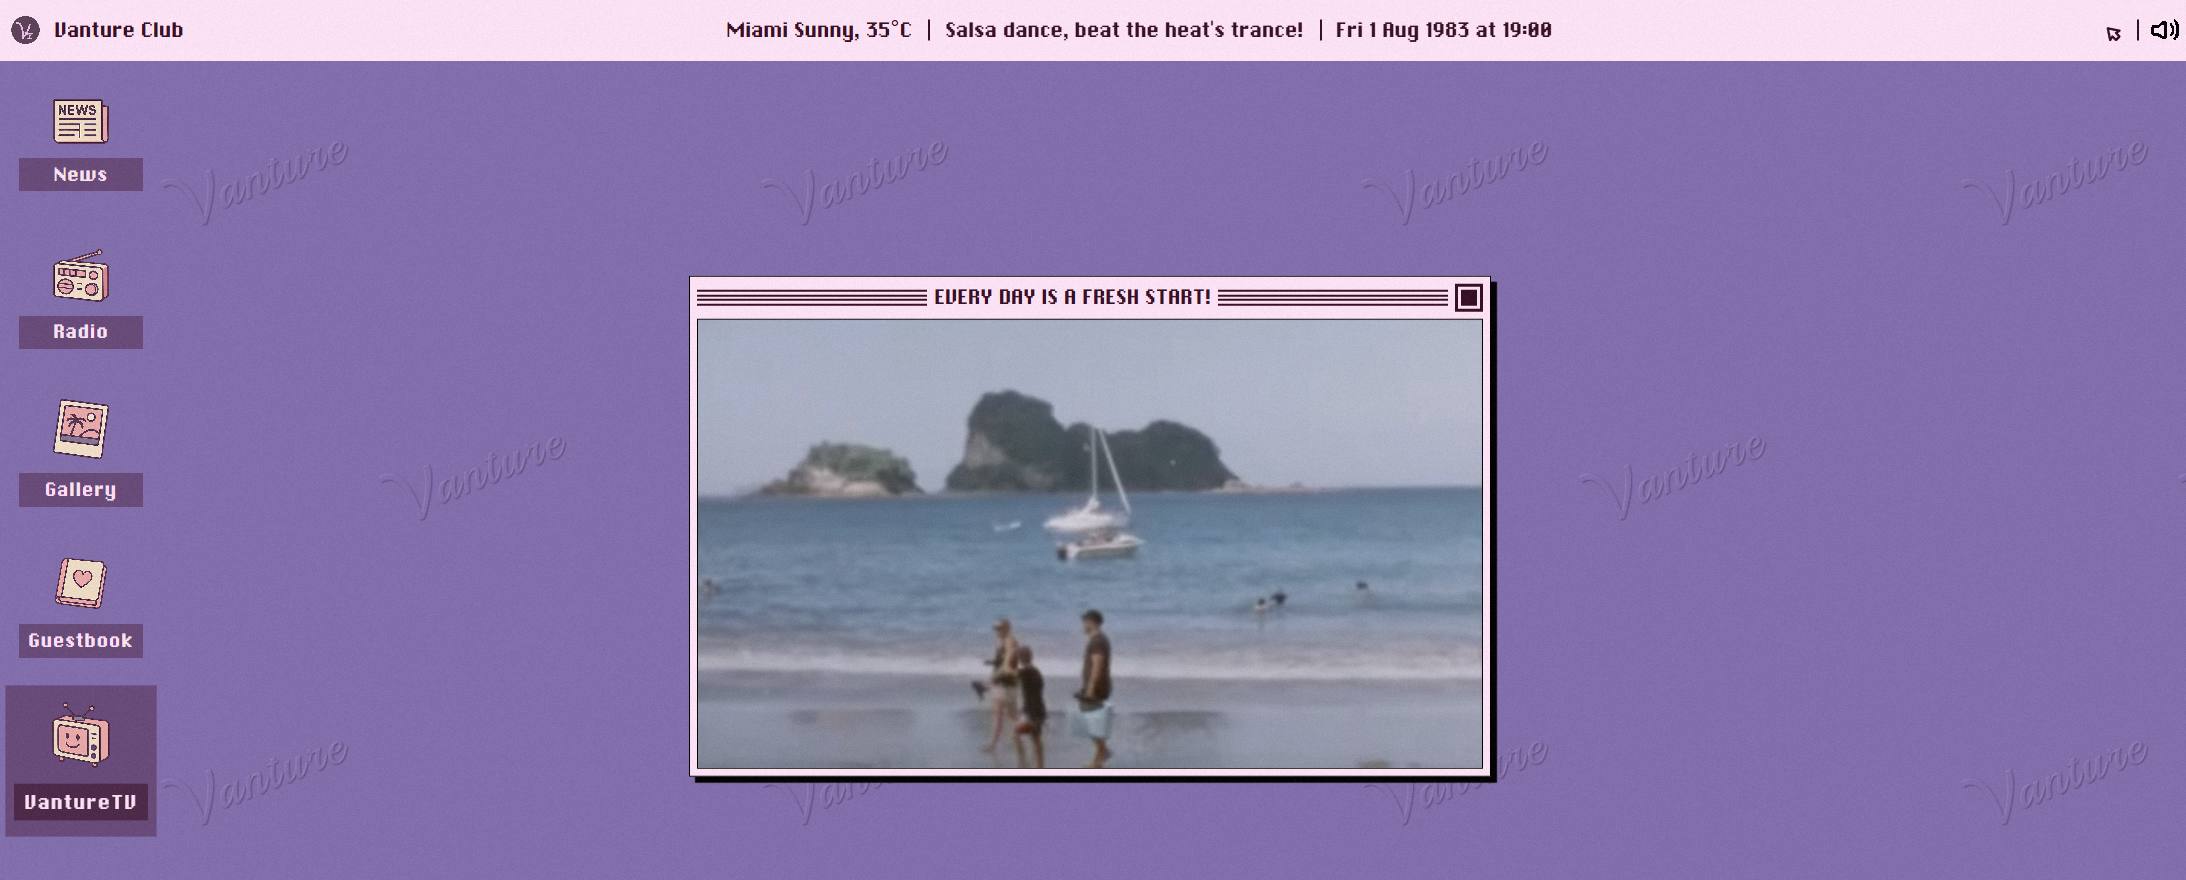 Vanture Club
Miami Sunny, 35°C | Salsa dance, beat the heat's trance! | Fri 1 Aug 1983 at 19:00
NEWS
News
Radio
Gallery
Guestbook
VantureTV
EVERY DAY IS A FRESH START!
Vanture
Vanture
Vanture
Vanture
Vanture
Vanture
Vanture
Vanture